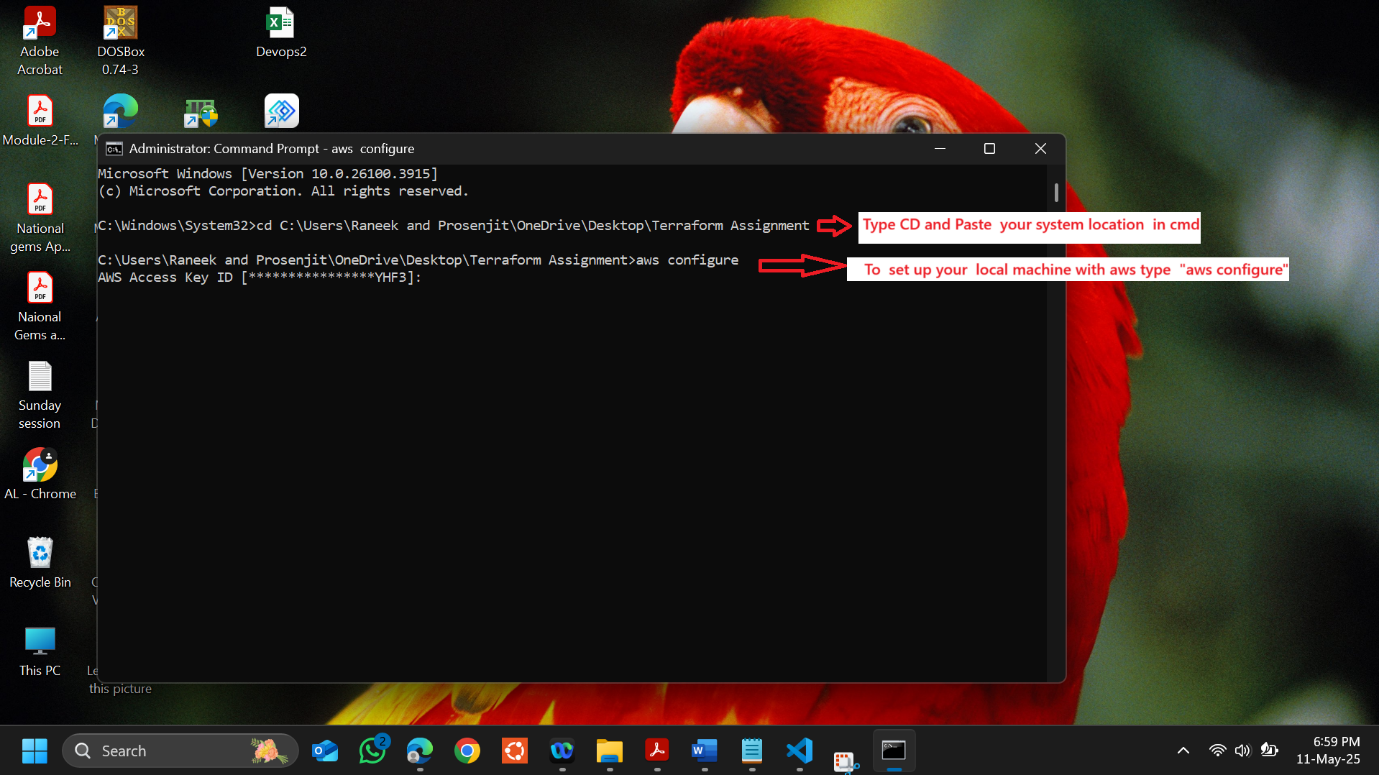 Adobe
Acrobat
DOSBox
0.74-3
Devops2
Module-2-F...
National
gems Ap...
Naional
Gems a...
Sunday
session
AL - Chrome
Recycle Bin
This PC
this picture
Administrator: Command Prompt - aws  configure
Microsoft Windows [Version 10.0.26100.3915]
(c) Microsoft Corporation. All rights reserved.
C:\Windows\System32>cd C:\Users\Raneek and Prosenjit\OneDrive\Desktop\Terraform Assignment
Type CD and Paste  your system location  in cmd
C:\Users\Raneek and Prosenjit\OneDrive\Desktop\Terraform Assignment>aws configure
To  set up your  local machine with aws type  "aws configure"
AWS Access Key ID [****************YHF3]:
Search
2
6:59 PM
11-May-25